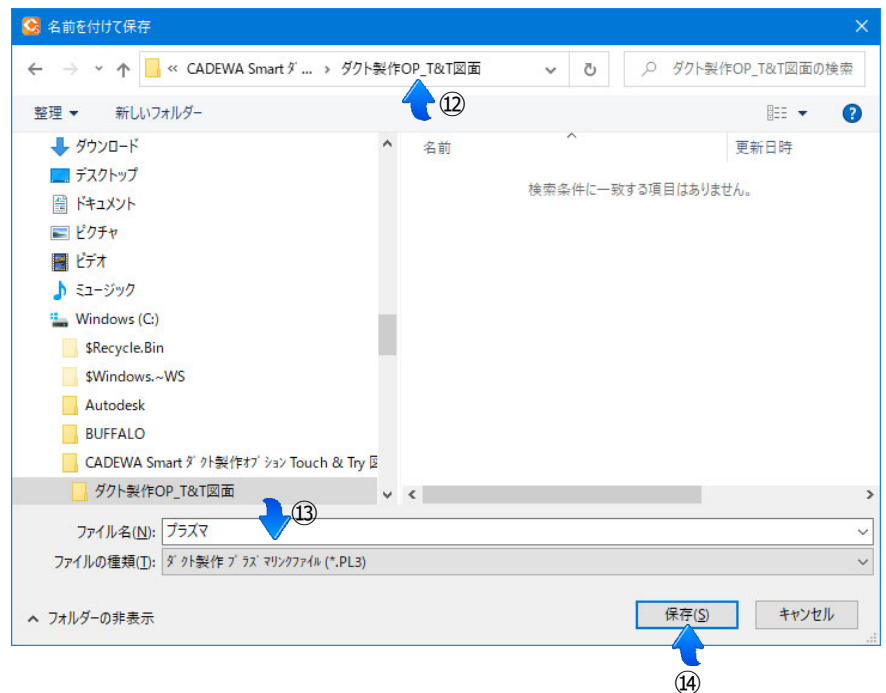 名前を付けて保存
« CADEWA Smart ﾀﾞ ... › ダクト製作OP_T&T図面
ダクト製作OP_T&T図面の検索
⑫
整理
新しいフォルダー
ダウンロード
デスクトップ
ドキュメント
ピクチャ
ビデオ
ミュージック
Windows (C:)
$Recycle.Bin
$Windows.~WS
Autodesk
BUFFALO
CADEWA Smart ﾀﾞｸﾄ製作ｵﾌﾟｼｮﾝ Touch & Try
ダクト製作OP_T&T図面
名前
更新日時
検索条件に一致する項目はありません。
⑬
ファイル名(N): プラズマ
ファイルの種類(T): ﾀﾞｸﾄ製作 ﾌﾟﾗｽﾞﾏﾘﾝｸﾌｧｲﾙ (*.PL3)
フォルダーの非表示
保存(S)
キャンセル
⑭